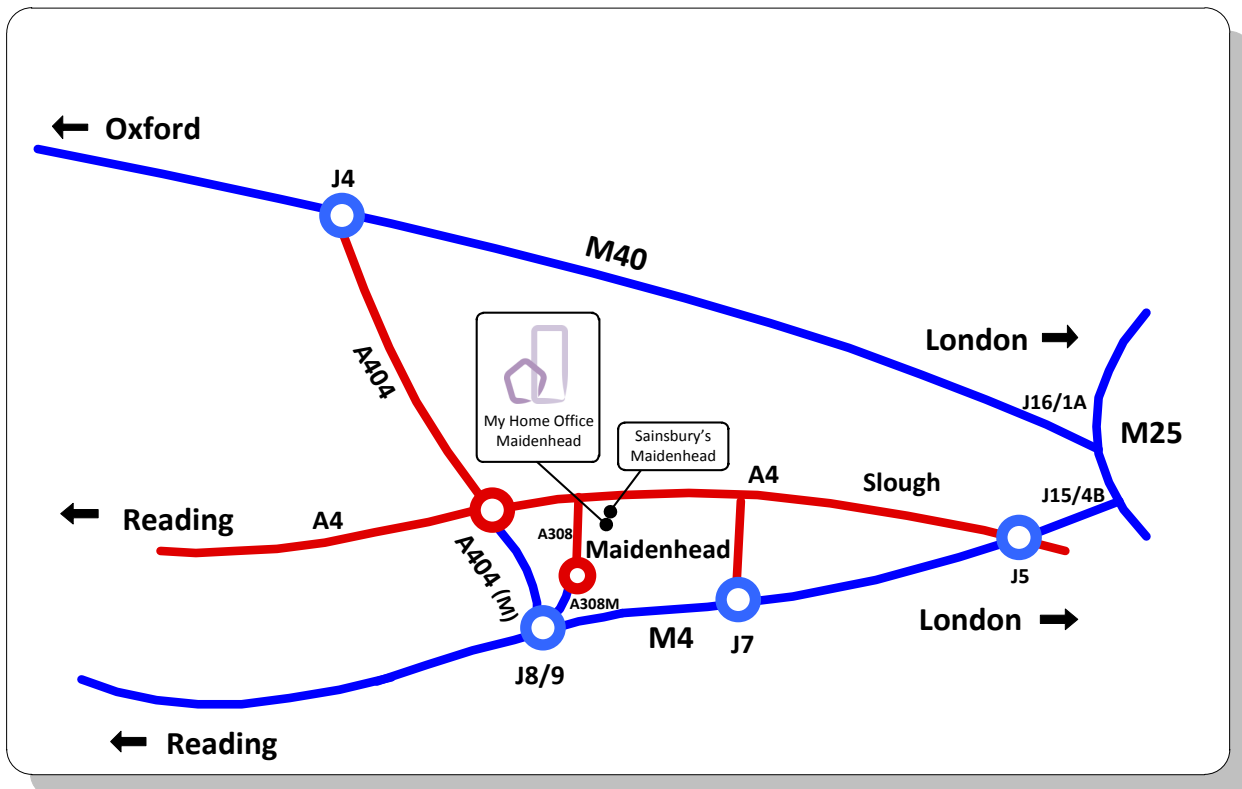 Oxford
J4
M40
London
A404
My Home Office
Maidenhead
Sainsbury's
Maidenhead
J16/1A
M25
A4
Slough
J15/4B
Reading
A4
A308
Maidenhead
A404 (M)
A308M
J5
M4
J7
London
J8/9
Reading